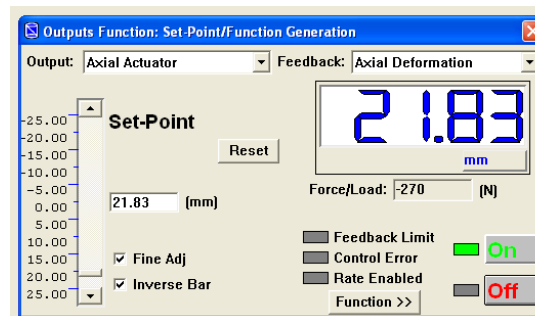 Outputs Function: Set-Point/Function Generation
Output: Axial Actuator Feedback: Axial Deformation
-25.00
-20.00
-15.00
-10.00
-5.00
0.00
5.00
10.00
15.00
20.00
25.00
Set-Point
Reset
21.83 (mm)
Fine Adj
Inverse Bar
21.83
mm
Force/Load: -270 (N)
Feedback Limit
Control Error
Rate Enabled
Function >>
On
Off